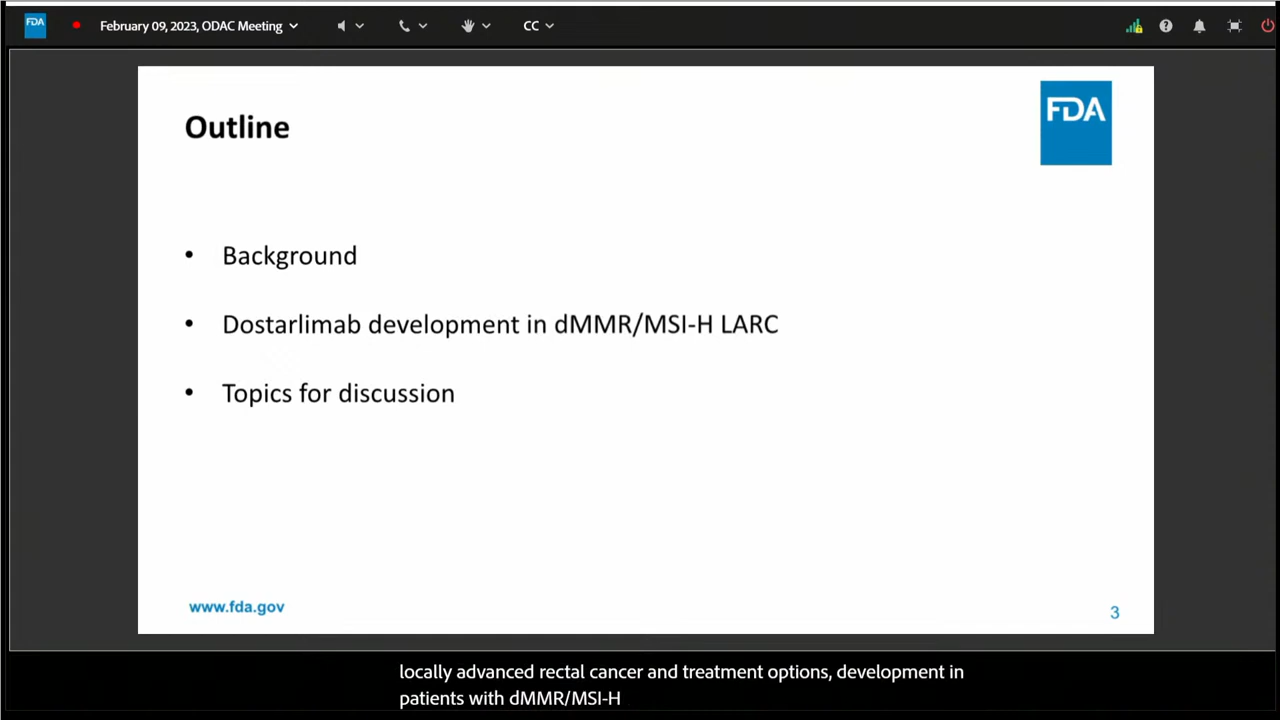 FDA
February 09, 2023, ODAC Meeting
CC
FDA
Outline
• Background
• Dostarlimab development in dMMR/MSI-H LARC
• Topics for discussion
www.fda.gov
3
locally advanced rectal cancer and treatment options, development in
patients with dMMR/MSI-H